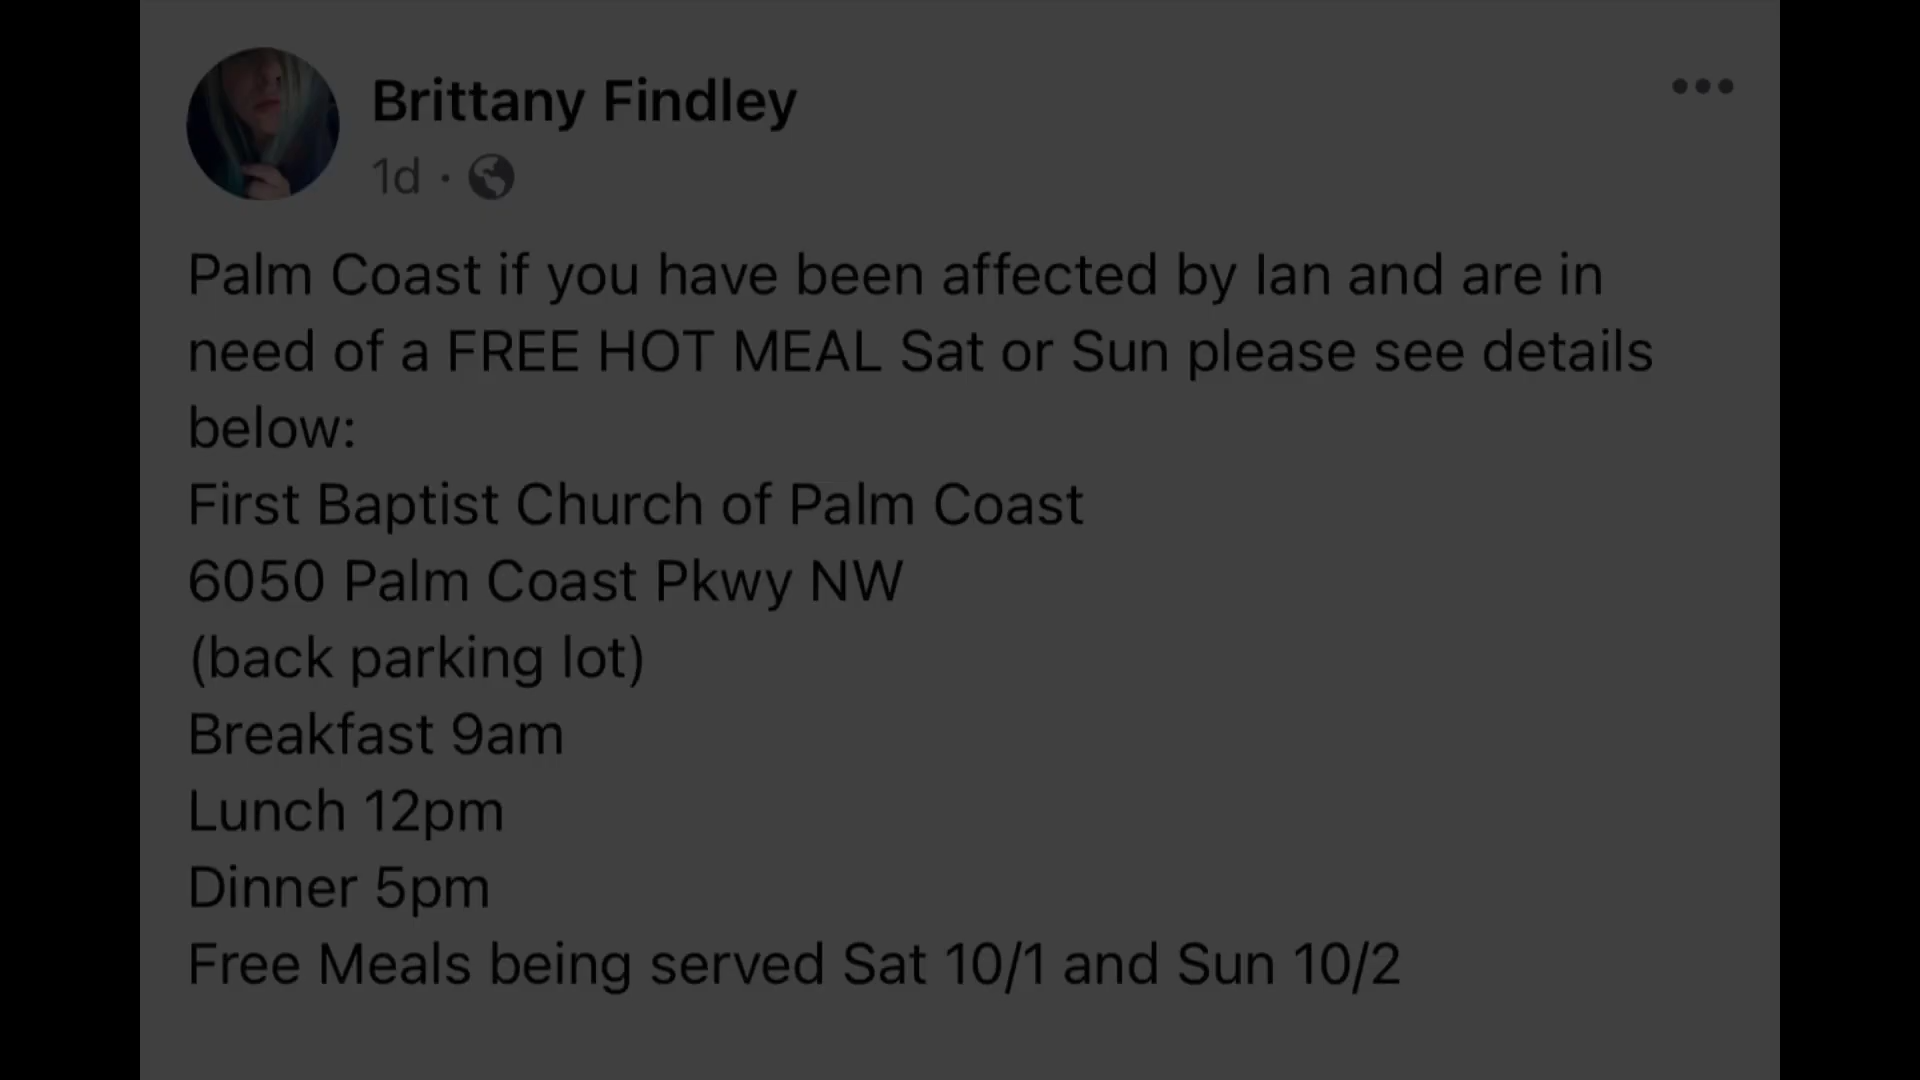 Brittany Findley
1d ·
Palm Coast if you have been affected by Ian and are in
need of a FREE HOT MEAL Sat or Sun please see details
below:
First Baptist Church of Palm Coast
6050 Palm Coast Pkwy NW
(back parking lot)
Breakfast 9am
Lunch 12pm
Dinner 5pm
Free Meals being served Sat 10/1 and Sun 10/2